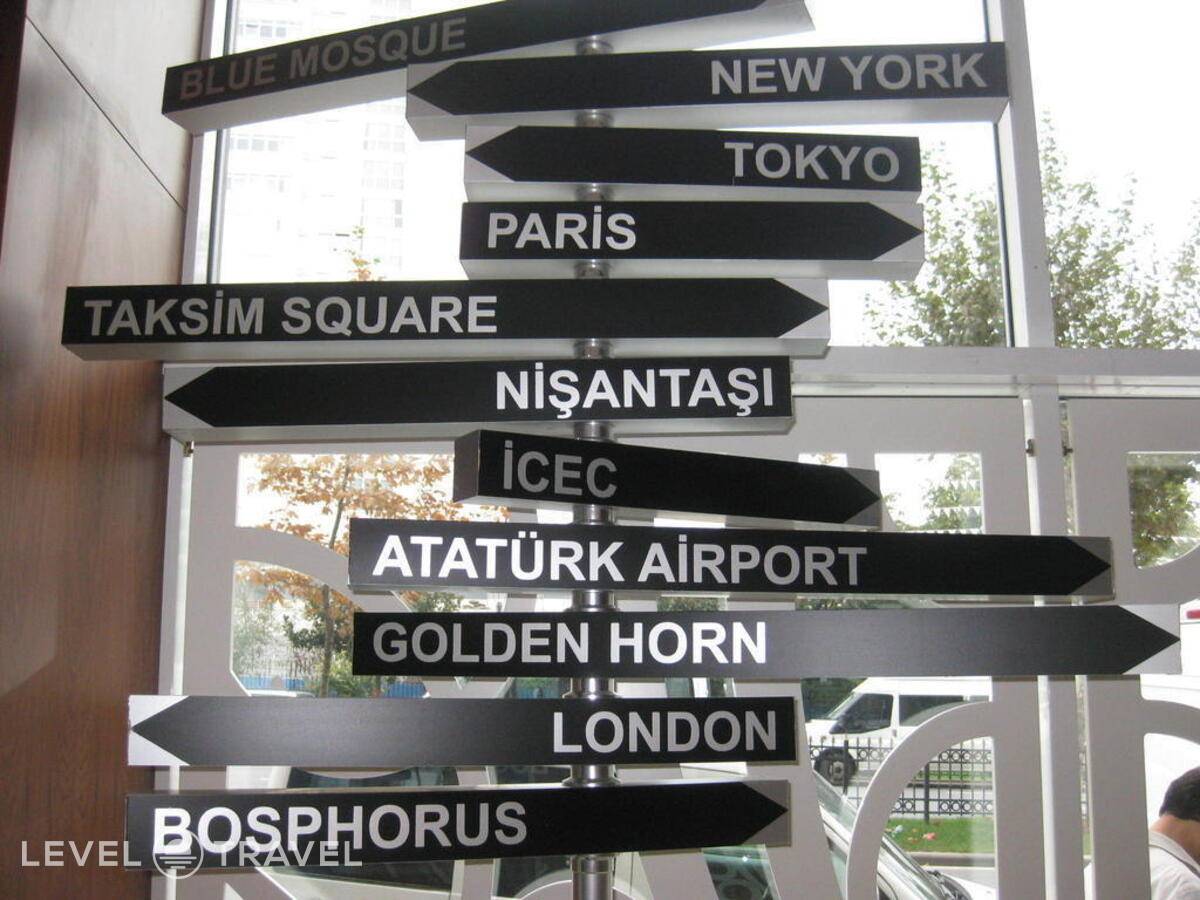 BLUE MOSQUE
NEW YORK
TOKYO
PARİS
TAKSİM SQUARE
NİŞANTAŞI
İCEC
ATATÜRK AİRPORT
GOLDEN HORN
LONDON
BOSPHORUS
LEVEL TRAVEL